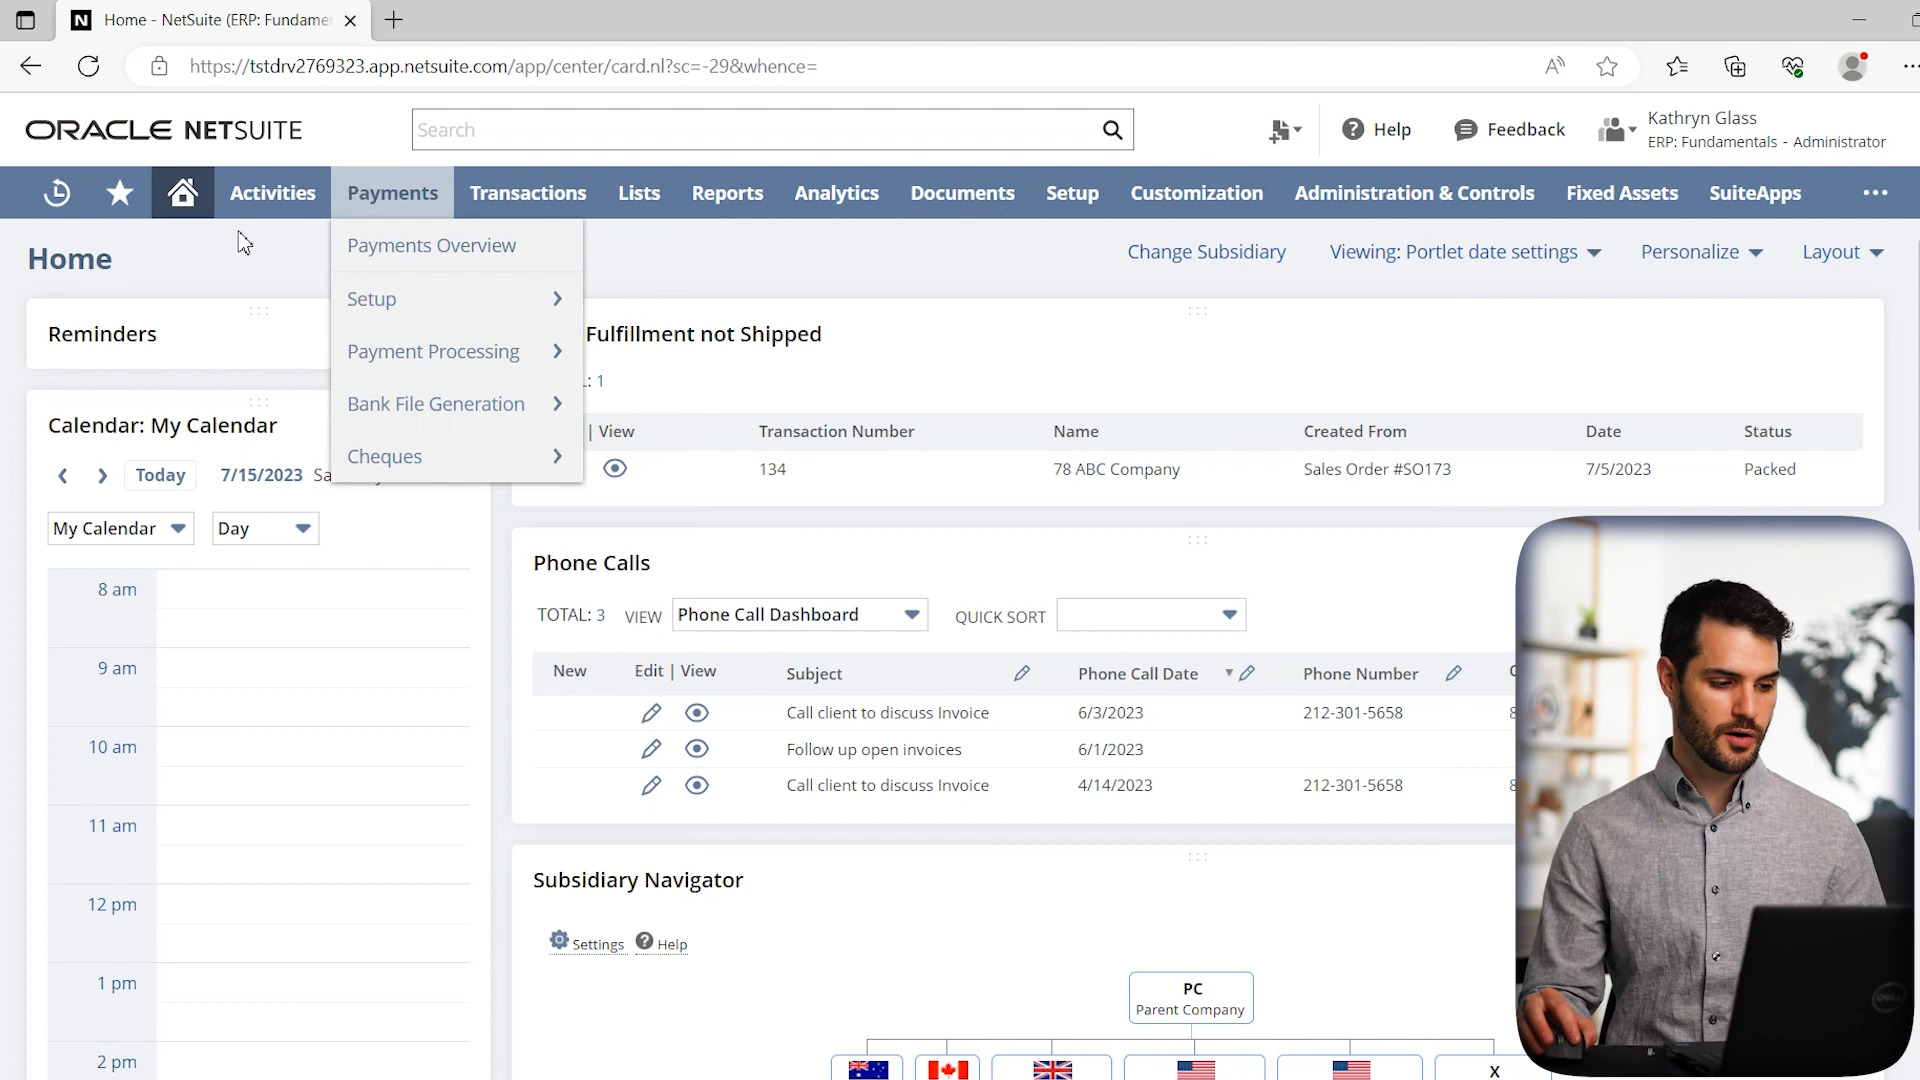 Home - NetSuite (ERP: Fundame
https://tstdrv2769323.app.netsuite.com/app/center/card.nl?sc=-29&whence=
ORACLE NETSUITE
Search
Help
Feedback
Kathryn Glass
ERP: Fundamentals - Administrator
Activities
Payments
Transactions
Lists
Reports
Analytics
Documents
Setup
Customization
Administration & Controls
Fixed Assets
SuiteApps
Home
Payments Overview
Setup
Payment Processing
Bank File Generation
Cheques
Change Subsidiary
Viewing: Portlet date settings
Personalize
Layout
Reminders
Calendar: My Calendar
Today
7/15/2023 Sa
My Calendar
Day
8 am
9 am
10 am
11 am
12 pm
1 pm
2 pm
Fulfillment not Shipped
: 1
| View
Transaction Number
Name
Created From
Date
Status
134
78 ABC Company
Sales Order #SO173
7/5/2023
Packed
Phone Calls
TOTAL: 3
VIEW
Phone Call Dashboard
QUICK SORT
New
Edit | View
Subject
Phone Call Date
Phone Number
Call client to discuss Invoice
6/3/2023
212-301-5658
Follow up open invoices
6/1/2023
Call client to discuss Invoice
4/14/2023
212-301-5658
Subsidiary Navigator
Settings
Help
PC
Parent Company
X
DELL